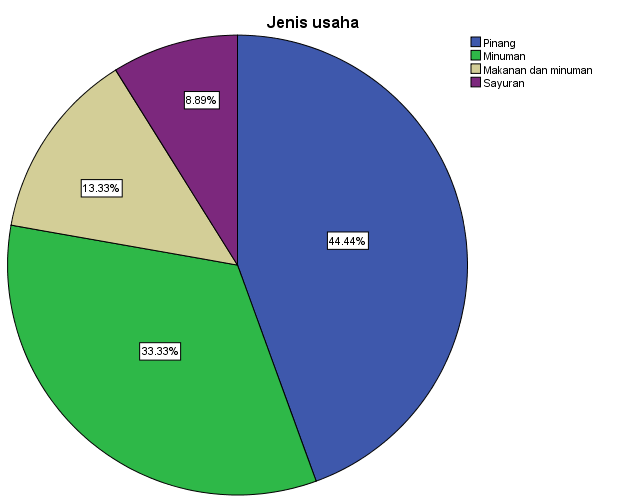 Jenis usaha
Pinang
Minuman
Makanan dan minuman
Sayuran
8.89%
13.33%
44.44%
33.33%